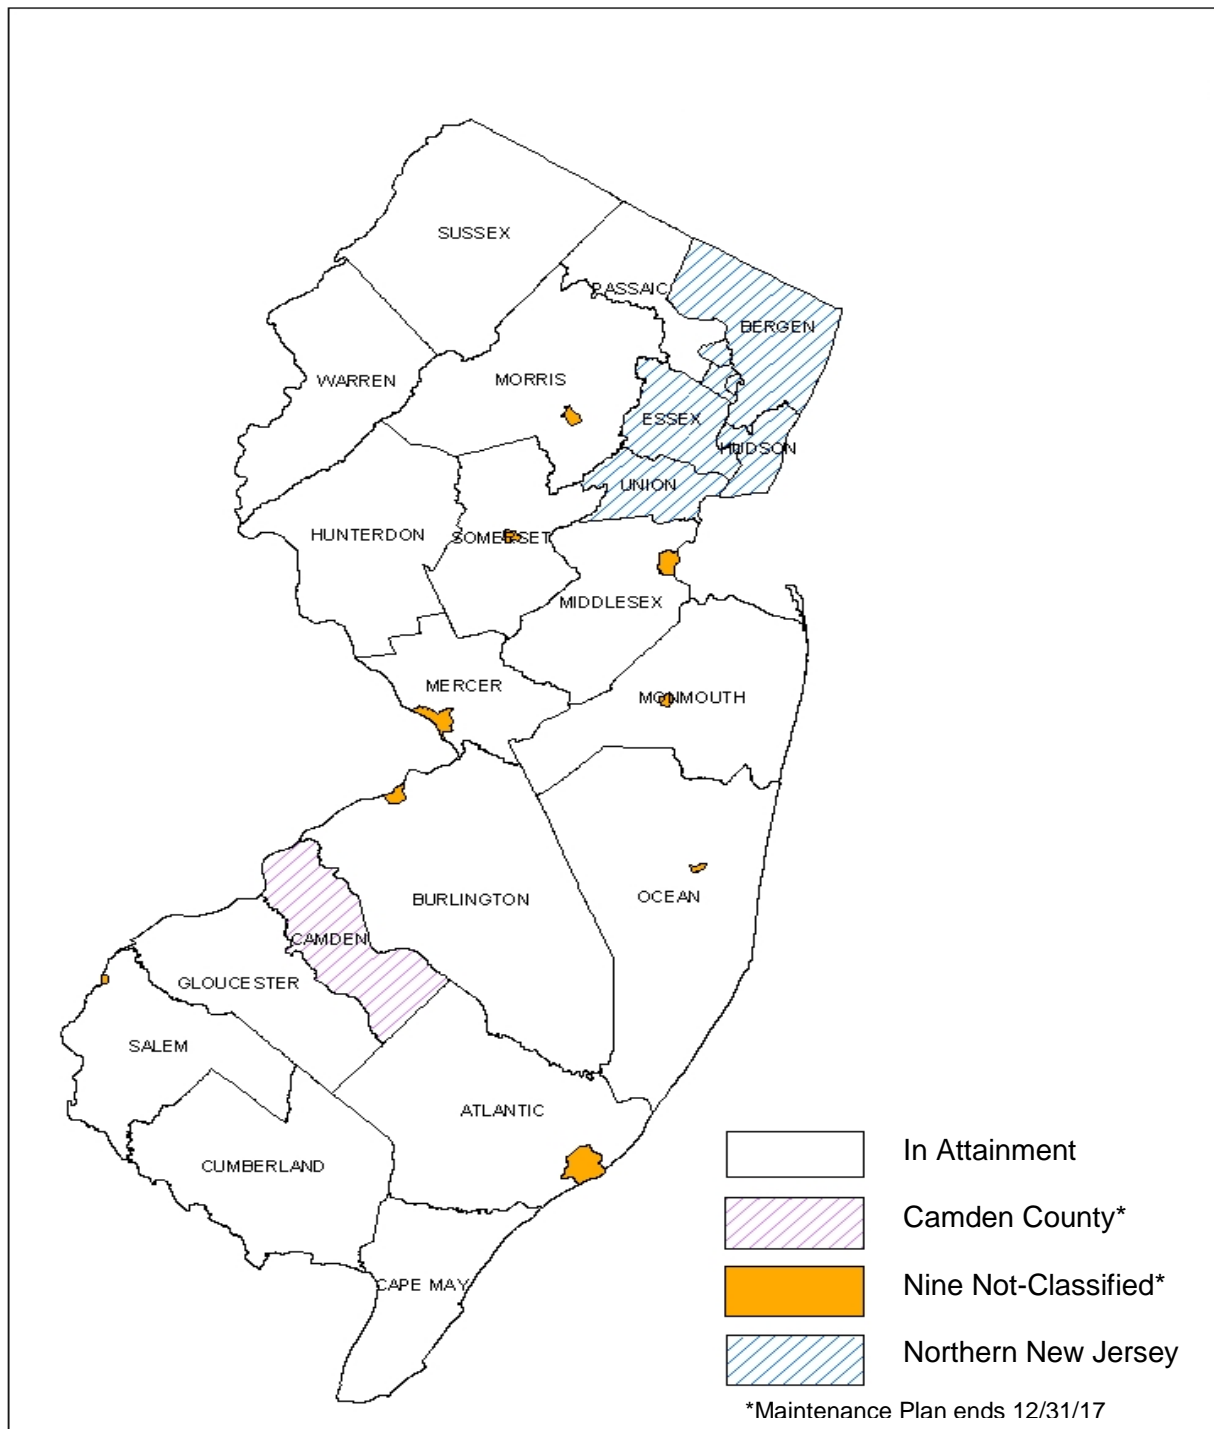 SUSSEX
PASSAIC
BERGEN
WARREN
MORRIS
ESSEX
HUDSON
UNION
HUNTERDON
SOMERSET
MIDDLESEX
MERCER
MONMOUTH
BURLINGTON
OCEAN
CAMDEN
GLOUCESTER
SALEM
ATLANTIC
CUMBERLAND
CAPE MAY
In Attainment
Camden County*
Nine Not-Classified*
Northern New Jersey
*Maintenance Plan ends 12/31/17